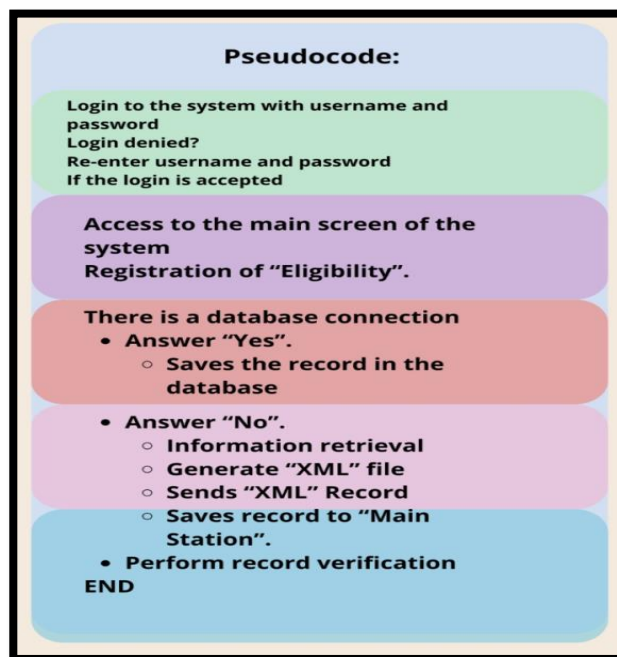 Pseudocode:
Login to the system with username and
password
Login denied?
Re-enter username and password
If the login is accepted
Access to the main screen of the
system
Registration of “Eligibility”.
There is a database connection
• Answer “Yes”.
○ Saves the record in the
database
• Answer “No”.
○ Information retrieval
○ Generate “XML” file
○ Sends “XML” Record
○ Saves record to “Main
Station”.
• Perform record verification
END